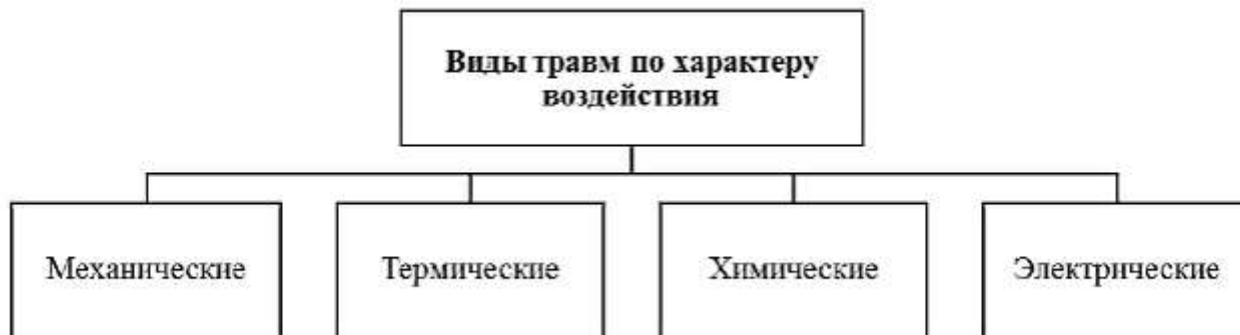 Виды травм по характеру
воздействия
Механические
Термические
Химические
Электрические